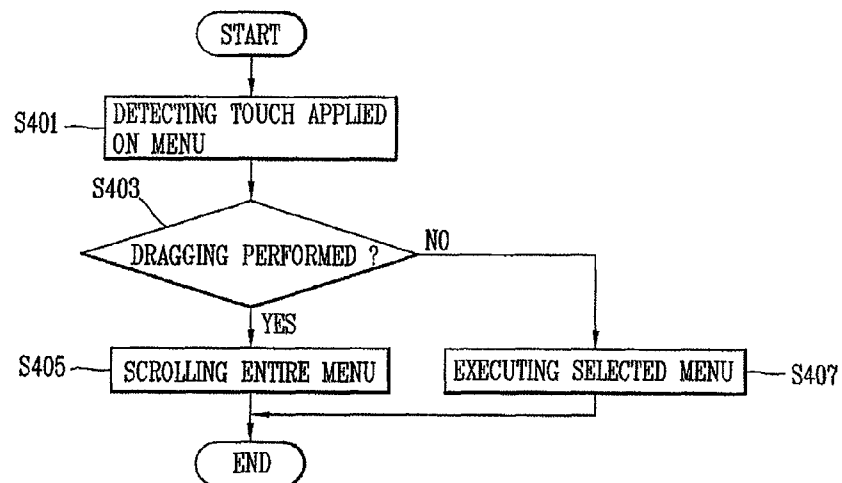 START
S401
DETECTING TOUCH APPLIED
ON MENU
S403
DRAGGING PERFORMED ?
NO
YES
S405
SCROLLING ENTIRE MENU
EXECUTING SELECTED MENU
S407
END